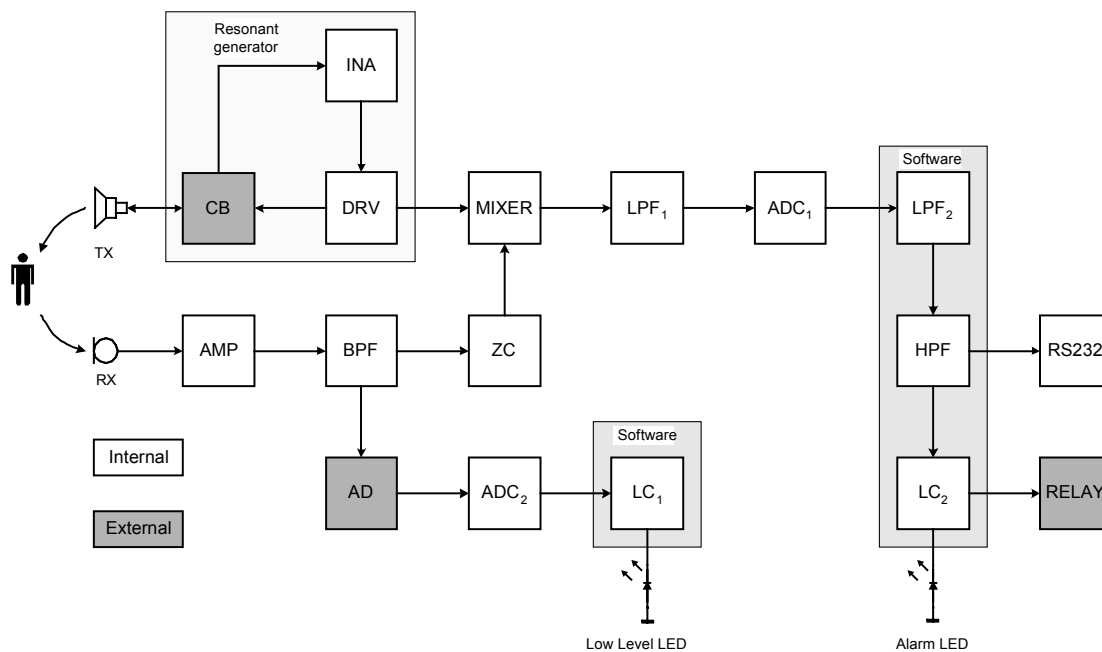 Resonant
generator
INA
Software
CB
DRV
MIXER
LPF1
ADC1
LPF2
TX
AMP
BPF
ZC
HPF
RS232
RX
Internal
Software
AD
ADC2
LC1
LC2
RELAY
External
Low Level LED
Alarm LED